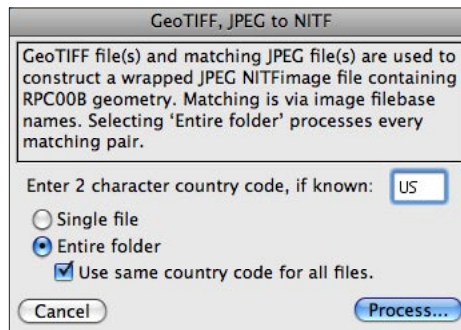 GeoTIFF, JPEG to NITF
GeoTIFF file(s) and matching JPEG file(s) are used to
construct a wrapped JPEG NITFimage file containing
RPC00B geometry. Matching is via image filebase
names. Selecting ‘Entire folder’ processes every
matching pair.
Enter 2 character country code, if known: US
Single file
Entire folder
Use same country code for all files.
Cancel Process...